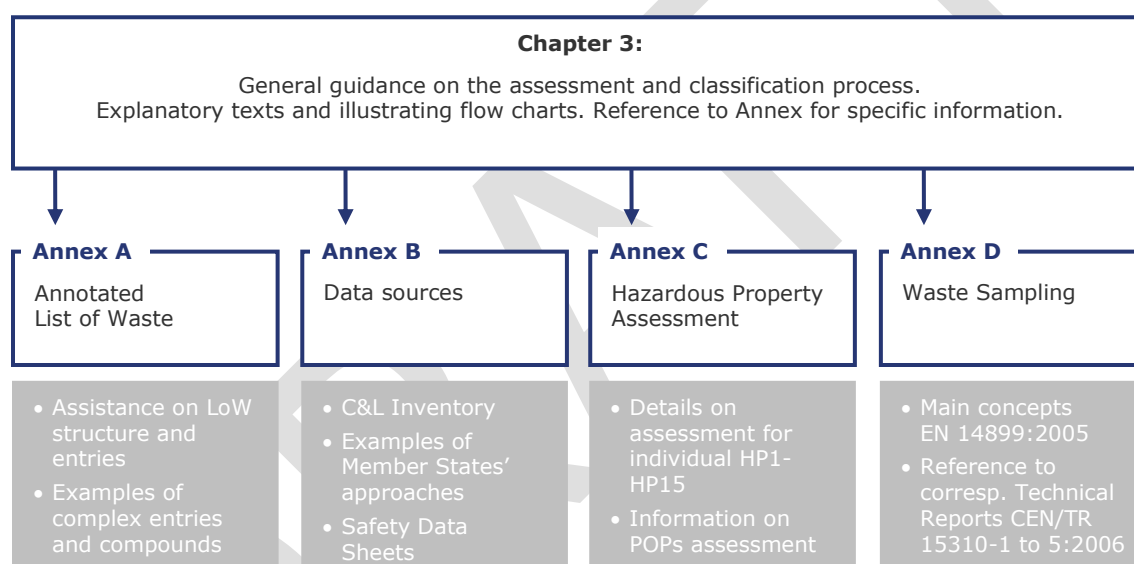 Chapter 3:
General guidance on the assessment and classification process.
Explanatory texts and illustrating flow charts. Reference to Annex for specific information.
Annex A
Annotated
List of Waste
• Assistance on LoW
structure and
entries
• Examples of
complex entries
and compounds
Annex B
Data sources
• C&L Inventory
• Examples of
Member States’
approaches
• Safety Data
Sheets
Annex C
Hazardous Property
Assessment
• Details on
assessment for
individual HP1-
HP15
• Information on
POPs assessment
Annex D
Waste Sampling
• Main concepts
EN 14899:2005
• Reference to
corresp. Technical
Reports CEN/TR
15310-1 to 5:2006